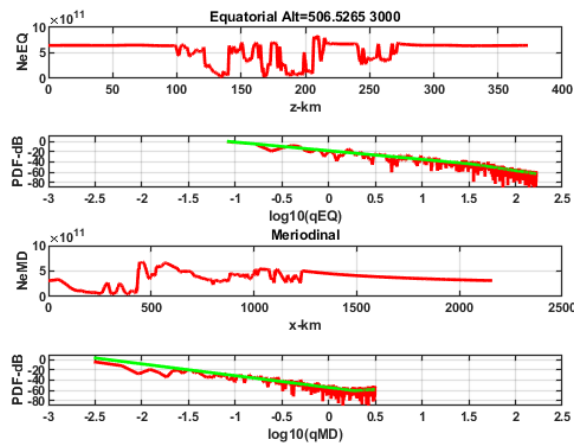 Equatorial Alt=506.5265 3000
×10^11
NeEQ
10
5
0
0 50 100 150 200 250 300 350 400
z-km
PDF-dB
0
-20
-40
-60
-80
-3 -2.5 -2 -1.5 -1 -0.5 0 0.5 1 1.5 2 2.5
log10(qEQ)
Meriodinal
×10^11
NeMD
10
5
0
0 500 1000 1500 2000 2500
x-km
PDF-dB
0
-20
-40
-60
-80
-3 -2.5 -2 -1.5 -1 -0.5 0 0.5 1 1.5 2 2.5
log10(qMD)